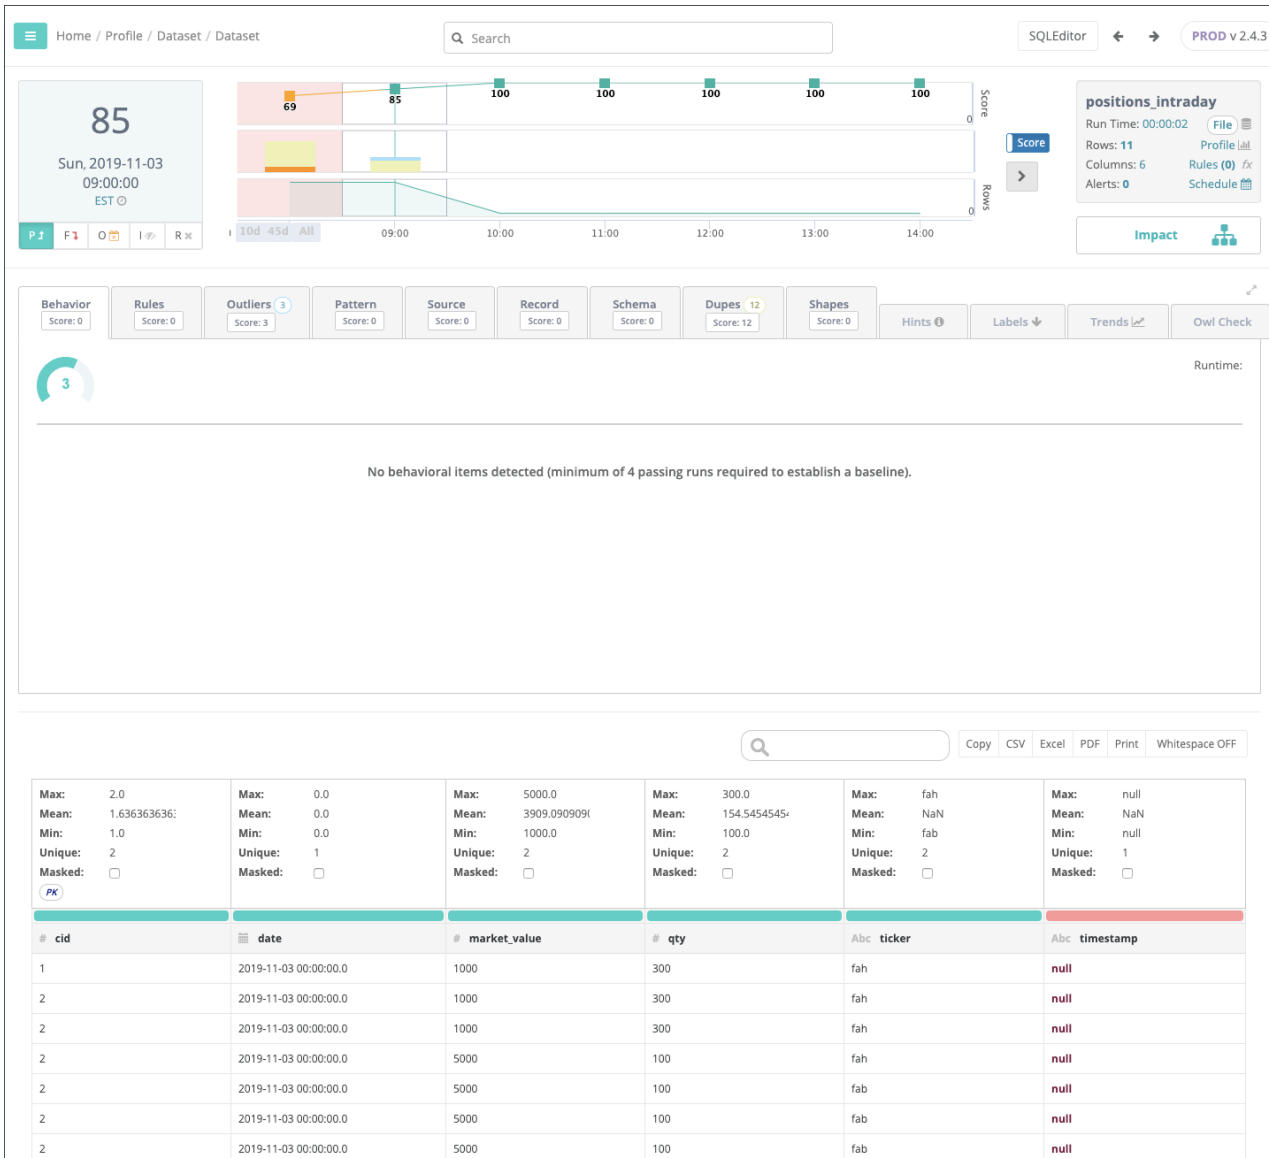 Home / Profile / Dataset / Dataset
Search
SQLEditor
PROD v 2.4.3
85
Sun, 2019-11-03
09:00:00
EST
P F O I R
69 85 100 100 100 100 100
Score
0
Rows
0
10d 45d All
09:00 10:00 11:00 12:00 13:00 14:00
Score
positions_intraday
Run Time: 00:00:02 File
Rows: 11 Profile
Columns: 6 Rules (0) fx
Alerts: 0 Schedule
Impact
Behavior Rules Outliers 3 Pattern Source Record Schema Dupes 12 Shapes
Score: 0 Score: 0 Score: 3 Score: 0 Score: 0 Score: 0 Score: 0 Score: 12 Score: 0
Hints Labels Trends Owl Check
3
Runtime:
No behavioral items detected (minimum of 4 passing runs required to establish a baseline).
Copy CSV Excel PDF Print Whitespace OFF
Max: 2.0 Max: 0.0 Max: 5000.0 Max: 300.0 Max: fah Max: null
Mean: 1.636363636 Mean: 0.0 Mean: 3909.090909 Mean: 154.5454545 Mean: NaN Mean: NaN
Min: 1.0 Min: 0.0 Min: 1000.0 Min: 100.0 Min: fab Min: null
Unique: 2 Unique: 1 Unique: 2 Unique: 2 Unique: 2 Unique: 1
Masked: Masked: Masked: Masked: Masked: Masked:
PK
# cid date # market_value # qty Abc ticker Abc timestamp
1 2019-11-03 00:00:00.0 1000 300 fah null
2 2019-11-03 00:00:00.0 1000 300 fah null
2 2019-11-03 00:00:00.0 1000 300 fah null
2 2019-11-03 00:00:00.0 5000 100 fah null
2 2019-11-03 00:00:00.0 5000 100 fab null
2 2019-11-03 00:00:00.0 5000 100 fab null
2 2019-11-03 00:00:00.0 5000 100 fab null